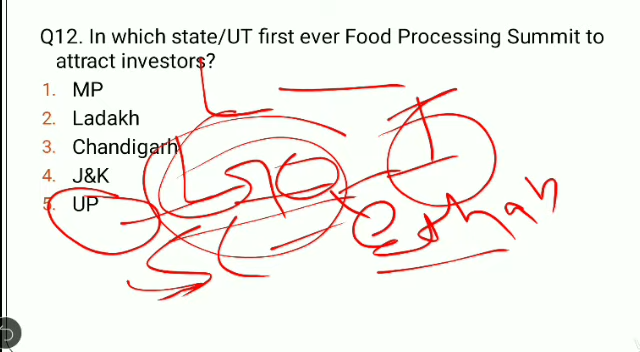 Q12. In which state/UT first ever Food Processing Summit to
attract investors?
1. MP
2. Ladakh
3. Chandigarh
4. J&K
5. UP